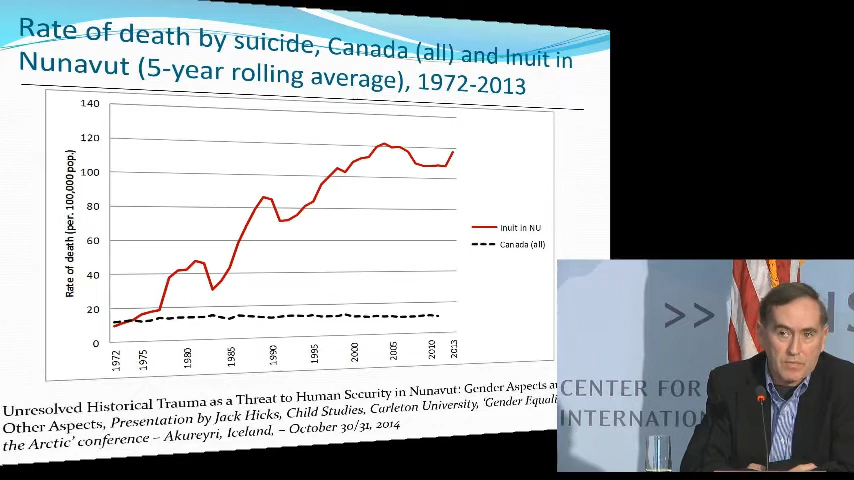 Rate of death by suicide, Canada (all) and Inuit in
Nunavut (5-year rolling average), 1972-2013
140
120
100
80
60
40
20
0
Rate of death (per. 100,000 pop.)
1972
1975
1980
1985
1990
1995
2000
2005
2010
2013
Inuit in NU
Canada (all)
Unresolved Historical Trauma as a Threat to Human Security in Nunavut: Gender Aspects
Other Aspects, Presentation by Jack Hicks, Child Studies, Carleton University, 'Gender
the Arctic' conference – Akureyri, Iceland, – October 30/31, 2014
>>
CENTER FOR